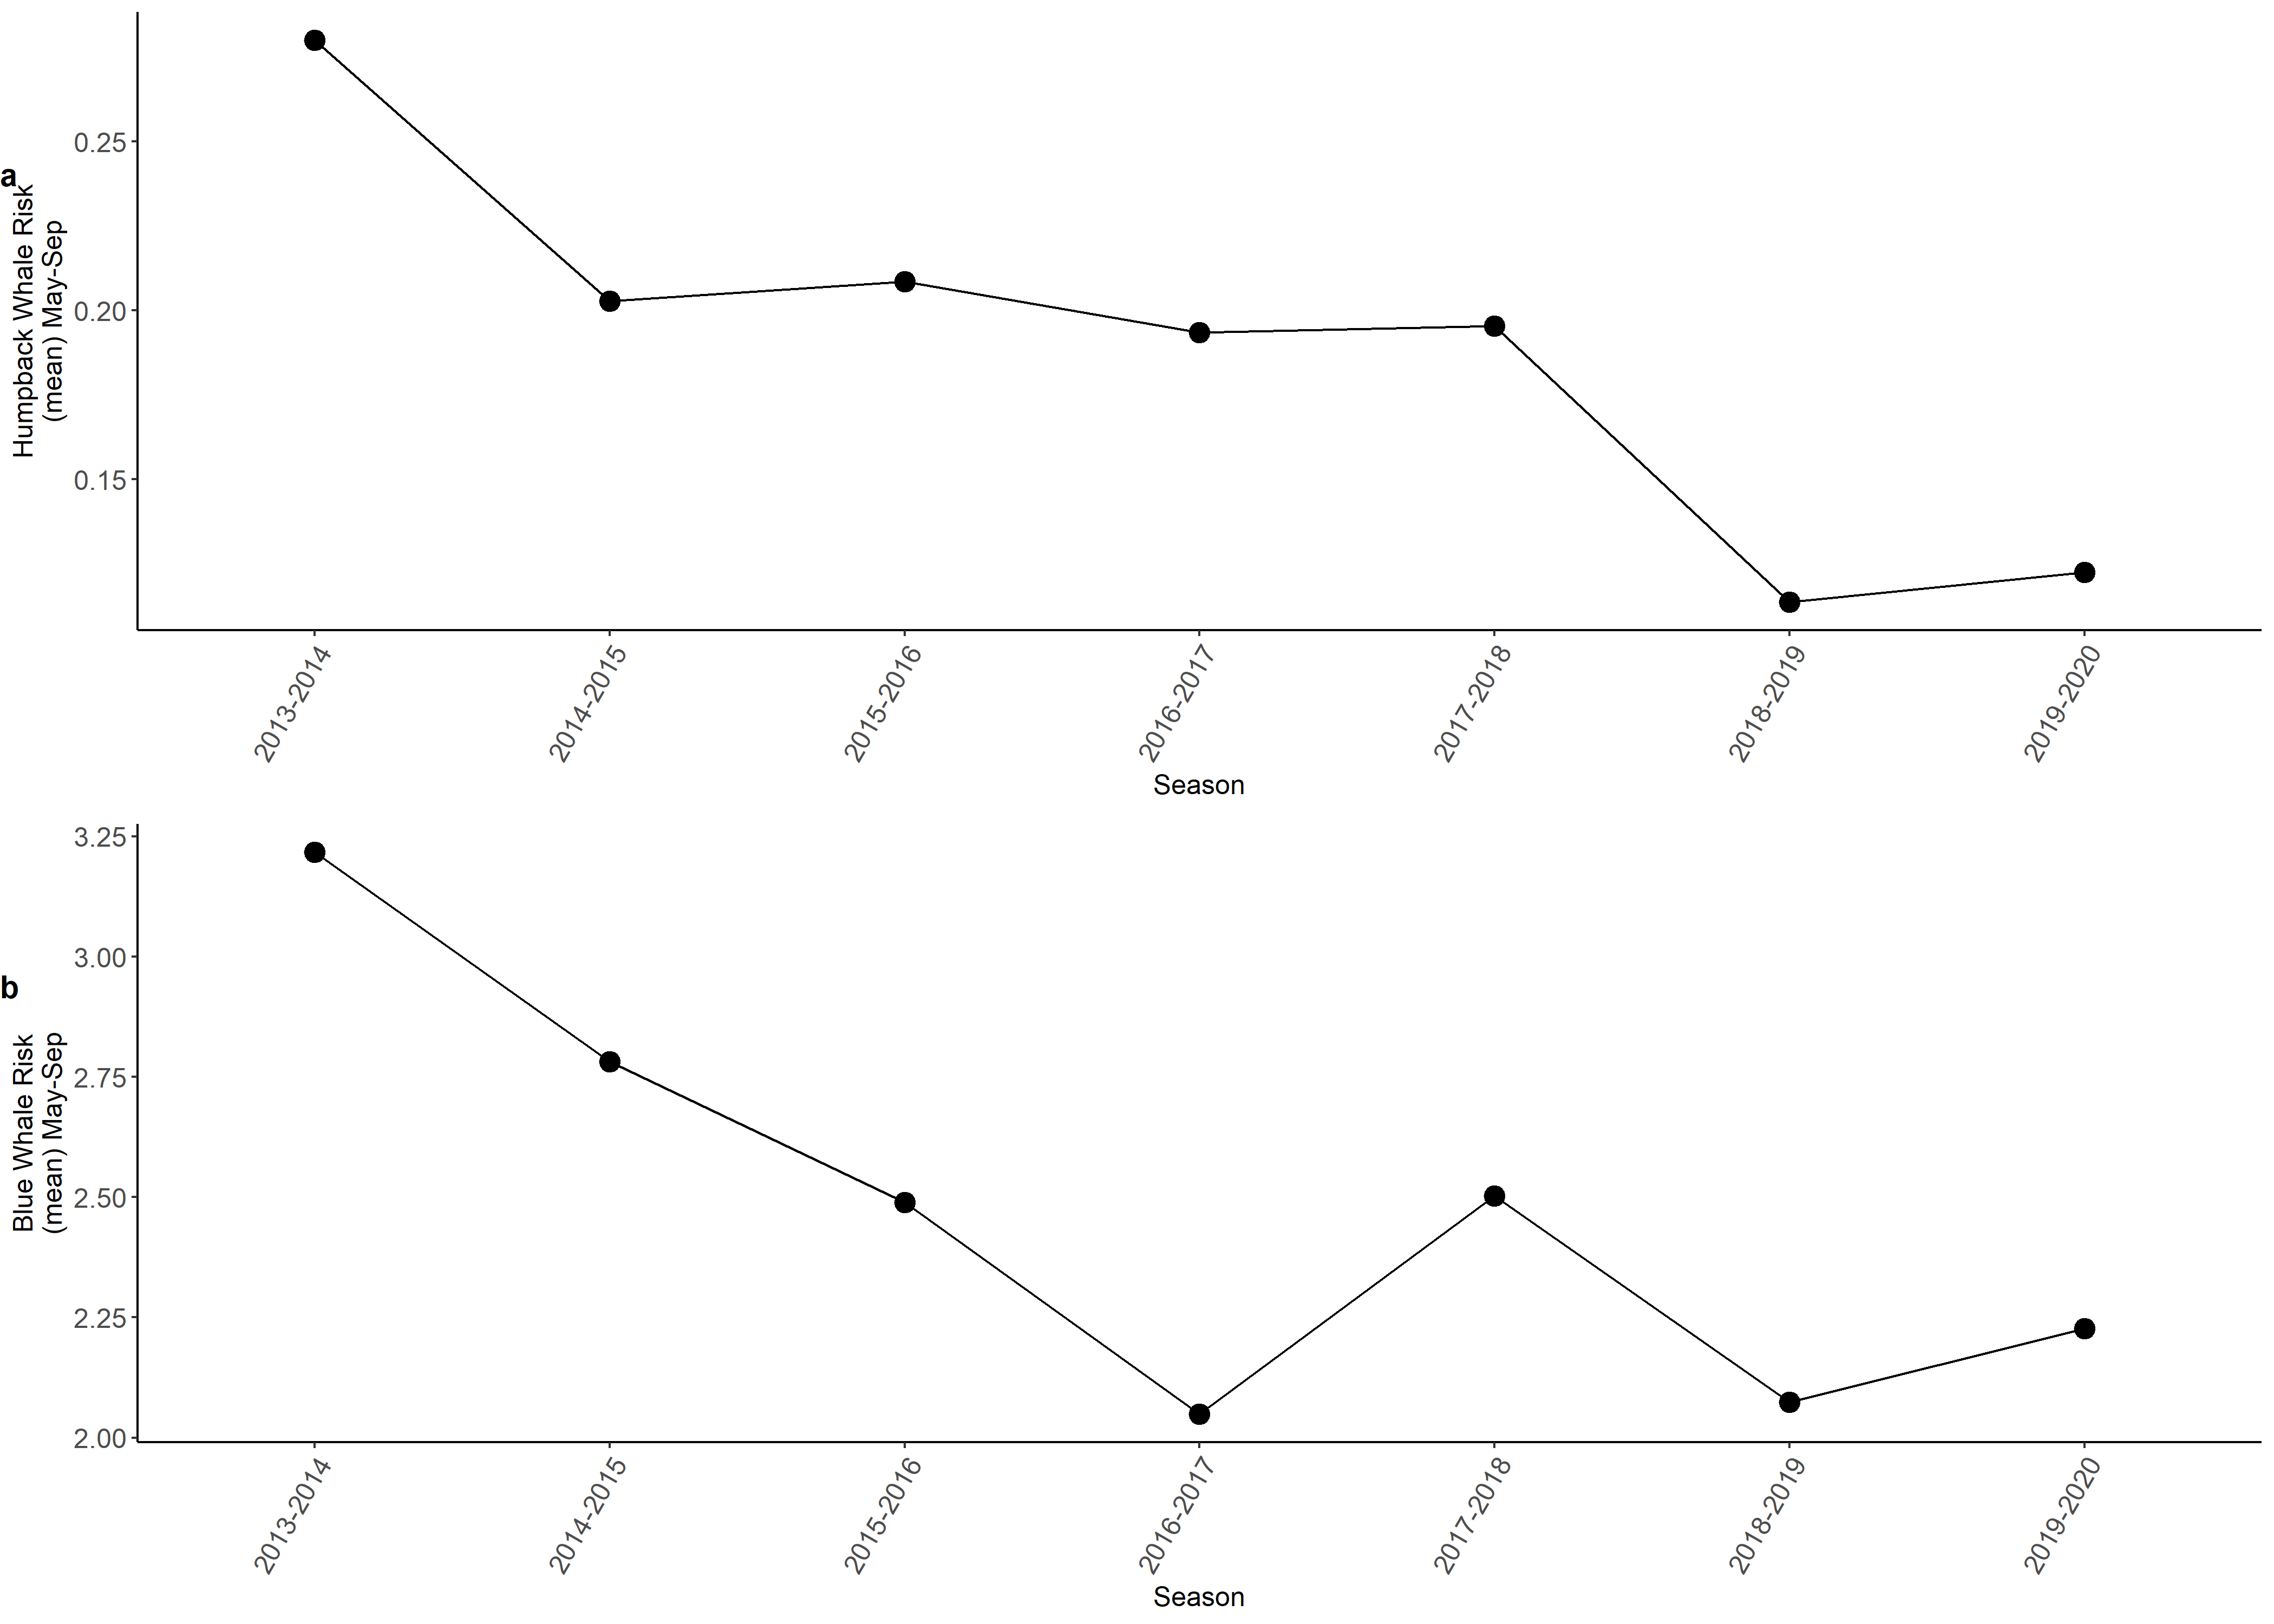 a
Humpback Whale Risk
(mean) May-Sep
0.25
0.20
0.15
2013-2014
2014-2015
2015-2016
2016-2017
2017-2018
2018-2019
2019-2020
Season
b
Blue Whale Risk
(mean) May-Sep
3.25
3.00
2.75
2.50
2.25
2.00
2013-2014
2014-2015
2015-2016
2016-2017
2017-2018
2018-2019
2019-2020
Season